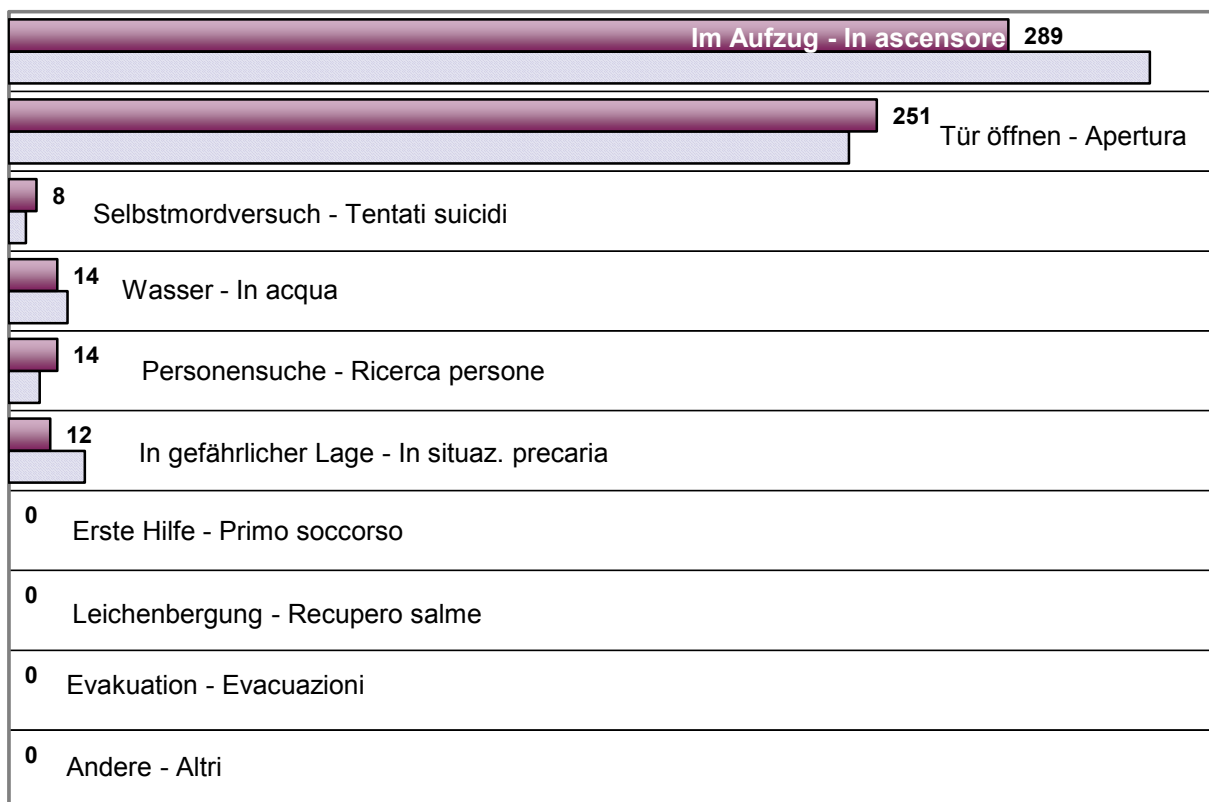 Im Aufzug - In ascensore 289
251 Tür öffnen - Apertura
8 Selbstmordversuch - Tentati suicidi
14 Wasser - In acqua
14 Personensuche - Ricerca persone
12 In gefährlicher Lage - In situaz. precaria
0 Erste Hilfe - Primo soccorso
0 Leichenbergung - Recupero salme
0 Evakuation - Evacuazioni
0 Andere - Altri